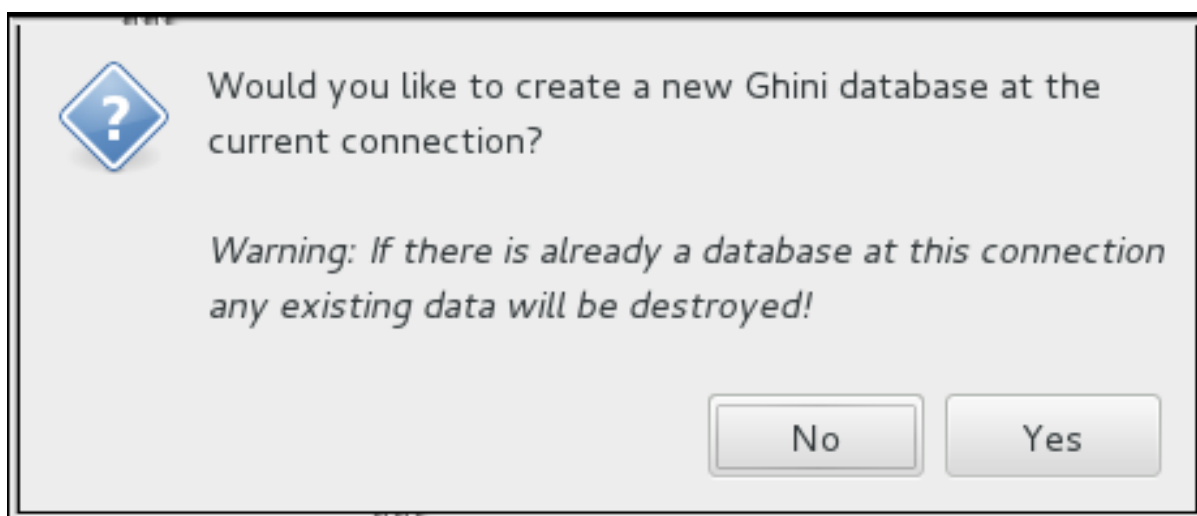 Would you like to create a new Ghini database at the
current connection?
Warning: If there is already a database at this connection
any existing data will be destroyed!
No Yes